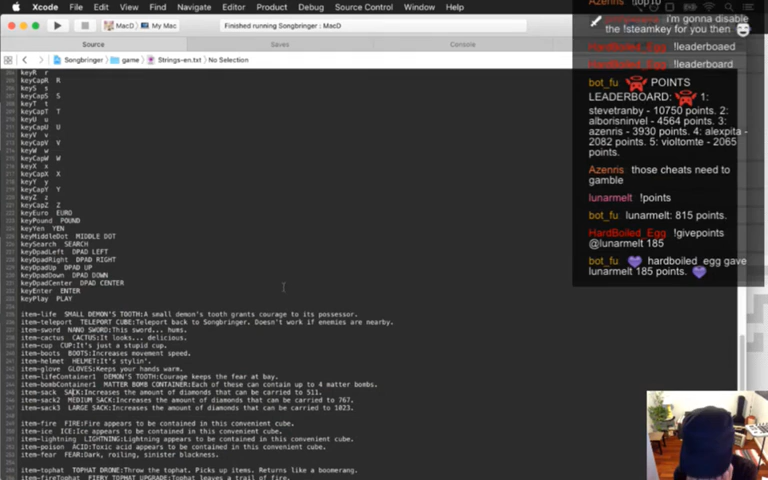 Xcode File Edit View Find Navigate Editor Product Debug Source Control Window Help
MacD My Mac
Finished running Songbringer : MacD
Source
Saves
Console
Songbringer game Strings-en.txt No Selection
keyR r
keyCapR R
keyS s
keyCapS S
keyT t
keyCapT T
keyU u
keyCapU U
keyV v
keyCapV V
keyW w
keyCapW W
keyX x
keyCapX X
keyY y
keyCapY Y
keyZ z
keyCapZ Z
keyEuro EURO
keyPound POUND
keyYen YEN
keyMiddleDot MIDDLE DOT
keySearch SEARCH
keyDpadLeft DPAD LEFT
keyDpadRight DPAD RIGHT
keyDpadUp DPAD UP
keyDpadDown DPAD DOWN
keyDpadCenter DPAD CENTER
keyEnter ENTER
keyPlay PLAY
item-life SMALL DEMON'S TOOTH:A small demon's tooth grants courage to its possessor.
item-teleport TELEPORT CUBE:Teleport back to Songbringer. Doesn't work if enemies are nearby.
item-sword NANO SWORD:This sword... hums.
item-cactus CACTUS:It looks... delicious.
item-cup CUP:It's just a stupid cup.
item-boots BOOTS:Increases movement speed.
item-helmet HELMET:It's stylin'.
item-glove GLOVES:Keeps your hands warm.
item-lifeContainer1 DEMON'S TOOTH:Courage keeps the fear at bay.
item-bombContainer1 MATTER BOMB CONTAINER:Each of these can contain up to 4 matter bombs.
item-sack SACK:Increases the amount of diamonds that can be carried to 511.
item-sack2 MEDIUM SACK:Increases the amount of diamonds that can be carried to 767.
item-sack3 LARGE SACK:Increases the amount of diamonds that can be carried to 1023.
item-fire FIRE:Fire appears to be contained in this convenient cube.
item-ice ICE:Ice appears to be contained in this convenient cube.
item-lightning LIGHTNING:Lightning appears to be contained in this convenient cube.
item-poison ACID:Toxic acid appears to be contained in this convenient cube.
item-fear FEAR:Dark, roiling, sinister blackness.
item-tophat TOPHAT DRONE:Throw the tophat. Picks up items. Returns like a boomerang.
item-fireTophat FIERY TOPHAT UPGRADE:Tophat leaves a trail of fire.
Azenris !top10
i'm gonna disable
the !steamkey for you then
HardBoiled_Egg !leaderboaed
HardBoiled_Egg !leaderboard
bot_fu POINTS
LEADERBOARD: 1:
stevetranby - 10750 points. 2:
alborisninvel - 4564 points. 3:
azenris - 3930 points. 4: alexpita -
2082 points. 5: violtomte - 2065
points.
Azenris those cheats need to
gamble
lunarmelt !points
bot_fu lunarmelt: 815 points.
HardBoiled_Egg !givepoints
@lunarmelt 185
bot_fu hardboiled_egg gave
lunarmelt 185 points.